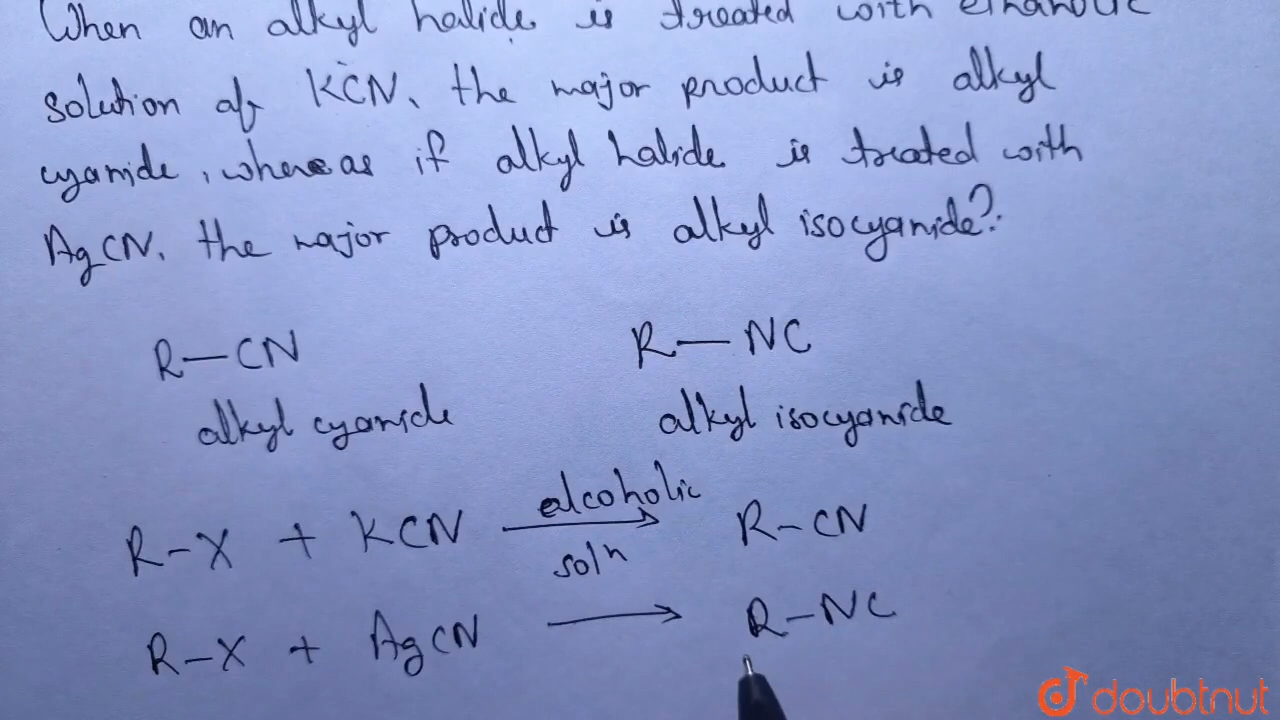 When an alkyl halide is treated with ethanolic
solution of KCN, the major product is alkyl
cyanide, whereas if alkyl halide is treated with
AgCN, the major product is alkyl isocyanide?
R-CN R-NC
alkyl cyanide alkyl isocyanide
alcoholic
R-X + KCN → R-CN
solⁿ
R-X + AgCN → R-NC
doubtnut